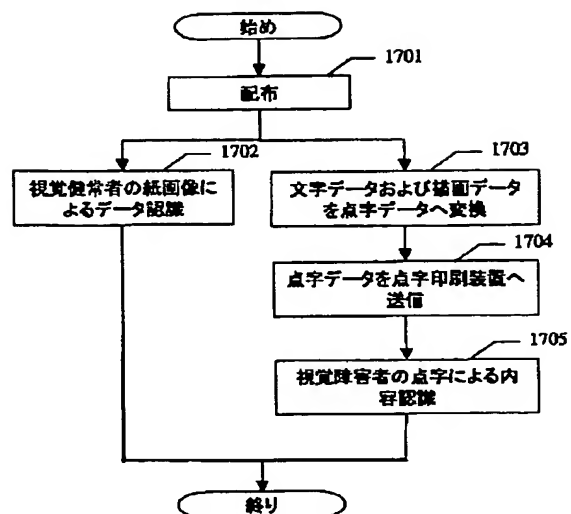 始め
1701
配布
1702
視覚健常者の紙画像に
よるデータ認識
1703
文字データおよび描画データ
を点字データへ変換
1704
点字データを点字印刷装置へ
送信
1705
視覚障害者の点字による内
容認識
終り